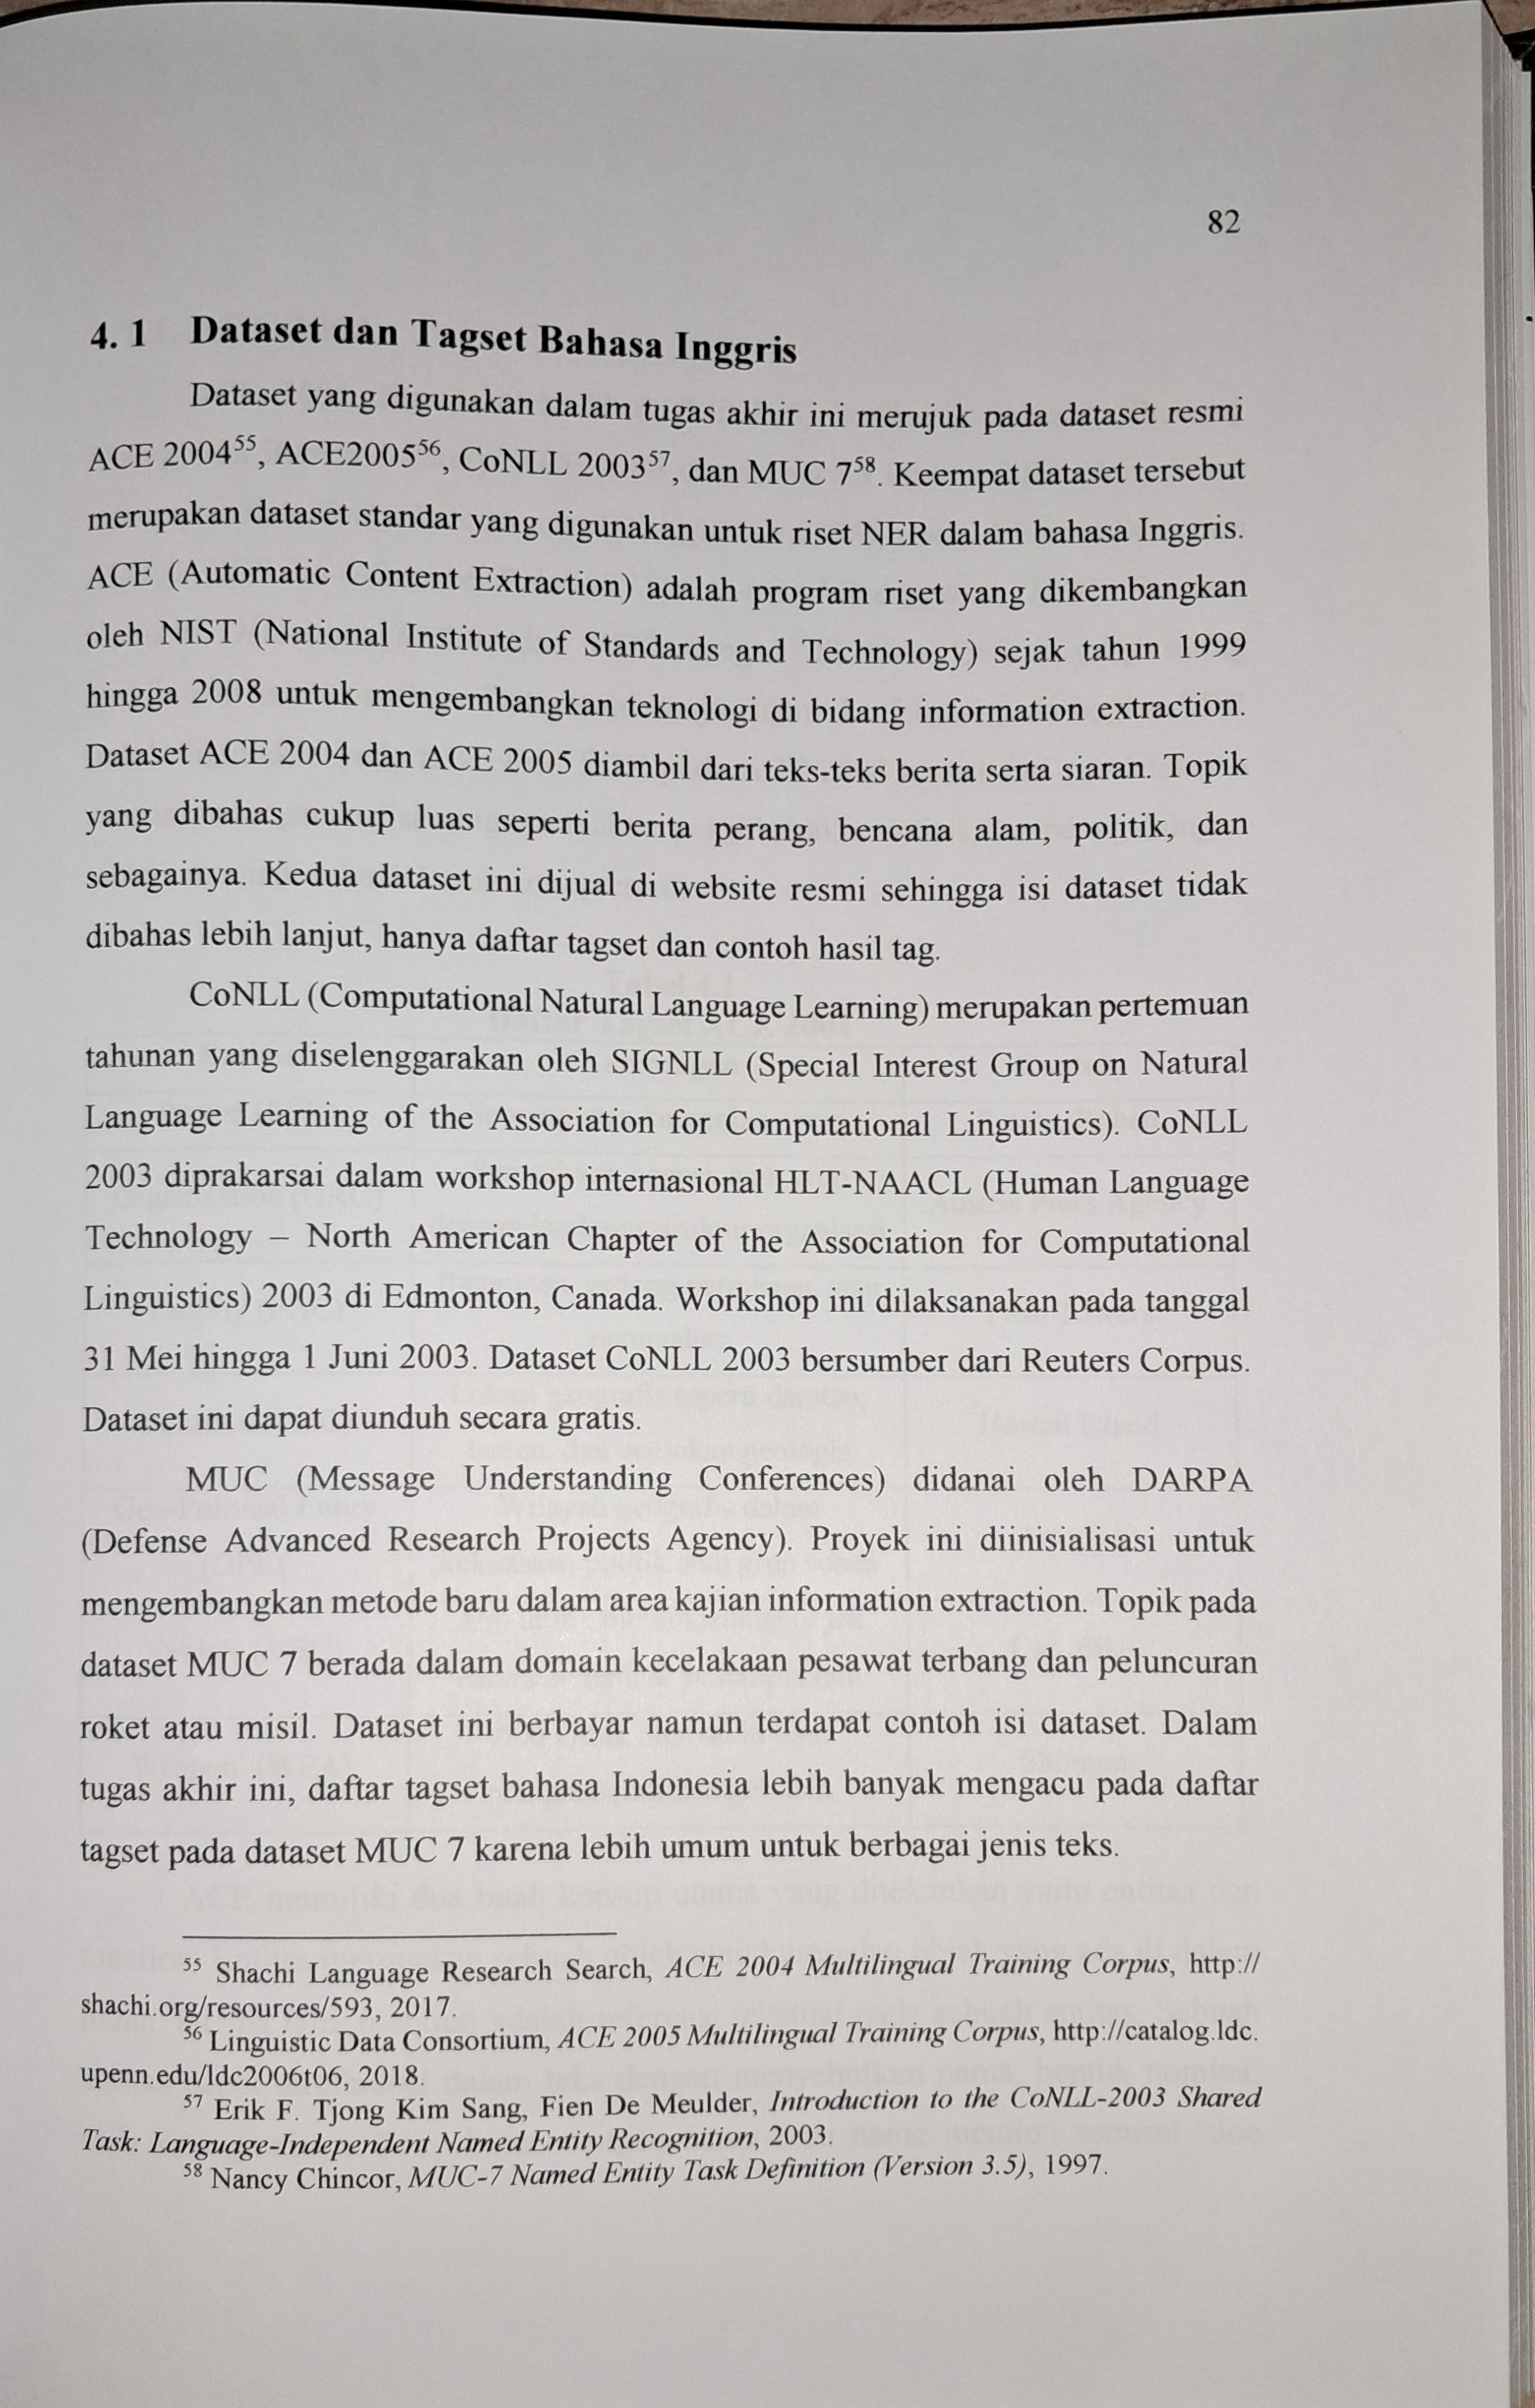 82
4. 1 Dataset dan Tagset Bahasa Inggris
Dataset yang digunakan dalam tugas akhir ini merujuk pada dataset resmi
ACE 2004⁵⁵, ACE2005⁵⁶, CoNLL 2003⁵⁷, dan MUC 7⁵⁸. Keempat dataset tersebut
merupakan dataset standar yang digunakan untuk riset NER dalam bahasa Inggris.
ACE (Automatic Content Extraction) adalah program riset yang dikembangkan
oleh NIST (National Institute of Standards and Technology) sejak tahun 1999
hingga 2008 untuk mengembangkan teknologi di bidang information extraction.
Dataset ACE 2004 dan ACE 2005 diambil dari teks-teks berita serta siaran. Topik
yang dibahas cukup luas seperti berita perang, bencana alam, politik, dan
sebagainya. Kedua dataset ini dijual di website resmi sehingga isi dataset tidak
dibahas lebih lanjut, hanya daftar tagset dan contoh hasil tag.
CoNLL (Computational Natural Language Learning) merupakan pertemuan
tahunan yang diselenggarakan oleh SIGNLL (Special Interest Group on Natural
Language Learning of the Association for Computational Linguistics). CoNLL
2003 diprakarsai dalam workshop internasional HLT-NAACL (Human Language
Technology – North American Chapter of the Association for Computational
Linguistics) 2003 di Edmonton, Canada. Workshop ini dilaksanakan pada tanggal
31 Mei hingga 1 Juni 2003. Dataset CoNLL 2003 bersumber dari Reuters Corpus.
Dataset ini dapat diunduh secara gratis.
MUC (Message Understanding Conferences) didanai oleh DARPA
(Defense Advanced Research Projects Agency). Proyek ini diinisialisasi untuk
mengembangkan metode baru dalam area kajian information extraction. Topik pada
dataset MUC 7 berada dalam domain kecelakaan pesawat terbang dan peluncuran
roket atau misil. Dataset ini berbayar namun terdapat contoh isi dataset. Dalam
tugas akhir ini, daftar tagset bahasa Indonesia lebih banyak mengacu pada daftar
tagset pada dataset MUC 7 karena lebih umum untuk berbagai jenis teks.
⁵⁵ Shachi Language Research Search, ACE 2004 Multilingual Training Corpus, http://
shachi.org/resources/593, 2017.
⁵⁶ Linguistic Data Consortium, ACE 2005 Multilingual Training Corpus, http://catalog.ldc.
upenn.edu/ldc2006t06, 2018.
⁵⁷ Erik F. Tjong Kim Sang, Fien De Meulder, Introduction to the CoNLL-2003 Shared
Task: Language-Independent Named Entity Recognition, 2003.
⁵⁸ Nancy Chincor, MUC-7 Named Entity Task Definition (Version 3.5), 1997.